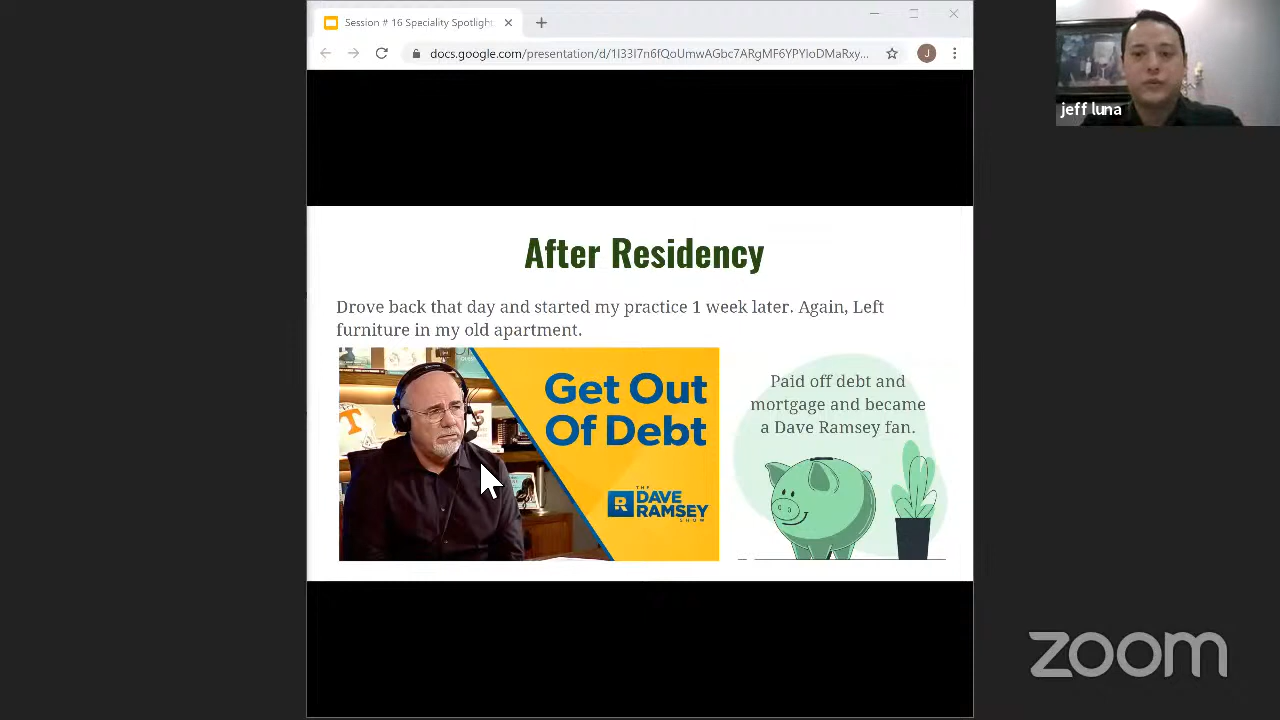 Session # 16 Speciality Spotlight
docs.google.com/presentation/d/1I33I7n6fQoUmwAGbc7ARgMF6YPYIoDMaRxy...
J
jeff luna
After Residency
Drove back that day and started my practice 1 week later. Again, Left
furniture in my old apartment.
Get Out
Of Debt
THE
R DAVE
RAMSEY
SHOW
T
Paid off debt and
mortgage and became
a Dave Ramsey fan.
zoom